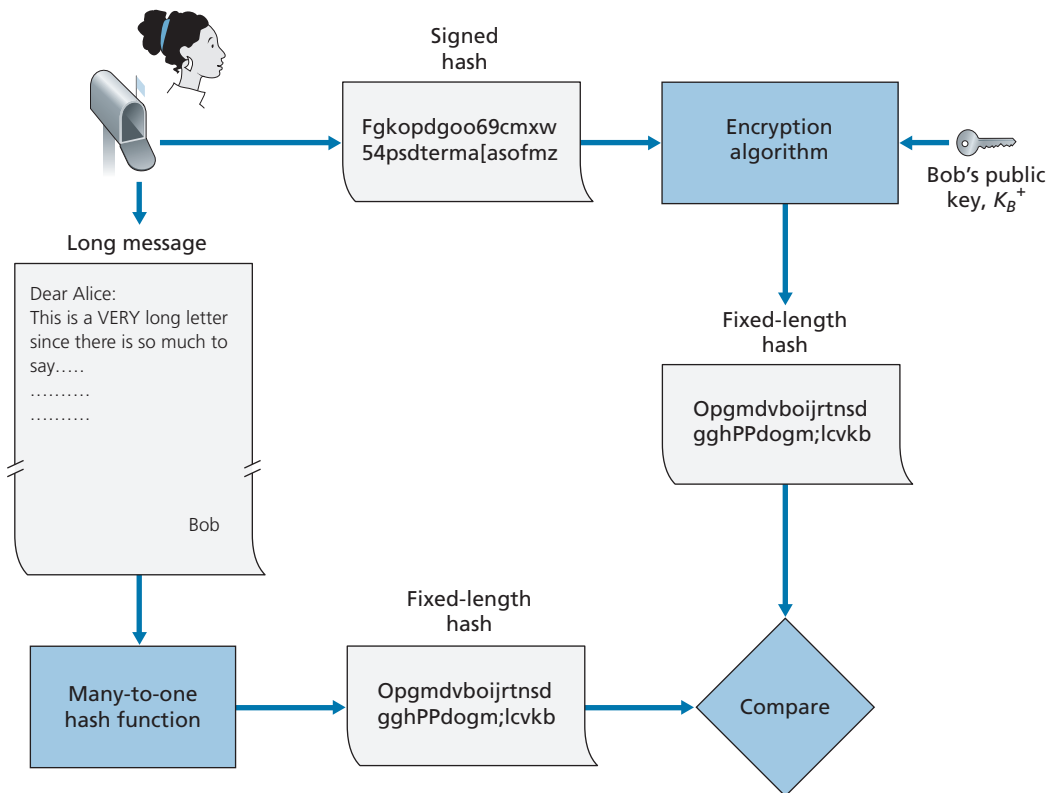 Signed
hash
Fgkopdgoo69cmxw
54psdterma[asofmz
Encryption
algorithm
Bob's public
key, K_B^+
Long message
Dear Alice:
This is a VERY long letter
since there is so much to
say.....
..........
..........
Bob
Fixed-length
hash
Opgmdvboijrtnsd
gghPPdogm;lcvkb
Many-to-one
hash function
Fixed-length
hash
Opgmdvboijrtnsd
gghPPdogm;lcvkb
Compare